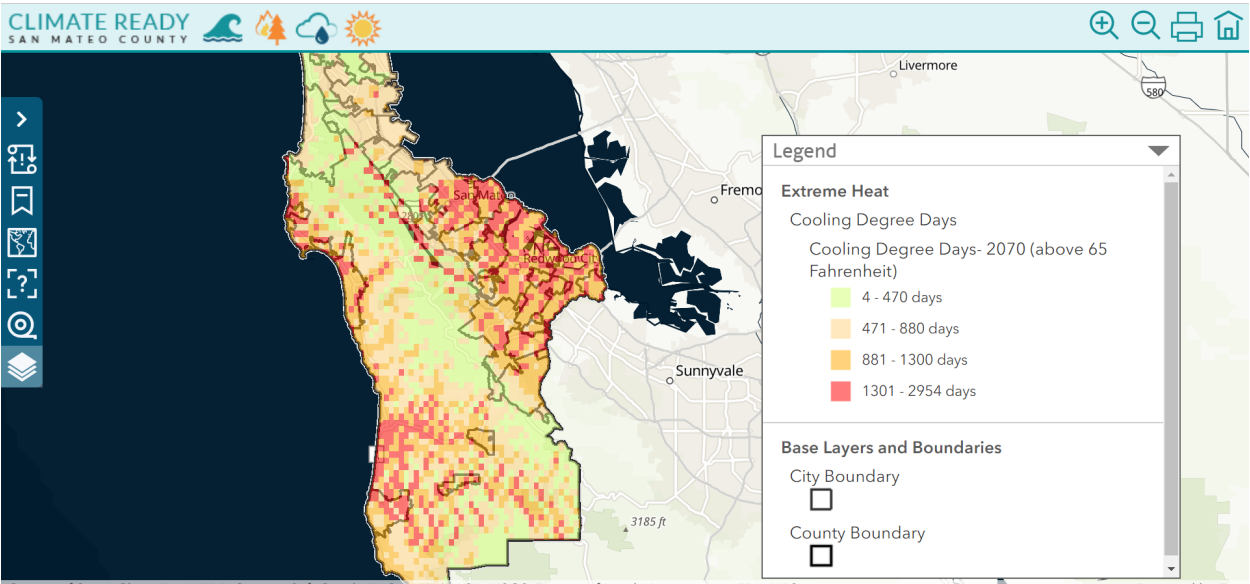 CLIMATE READY
SAN MATEO COUNTY
Livermore
580
Legend
Extreme Heat
Cooling Degree Days
Cooling Degree Days- 2070 (above 65
Fahrenheit)
4 - 470 days
471 - 880 days
881 - 1300 days
1301 - 2954 days
Base Layers and Boundaries
City Boundary
County Boundary
San Mateo
Fremo
Redwood Cit
Sunnyvale
3185 ft